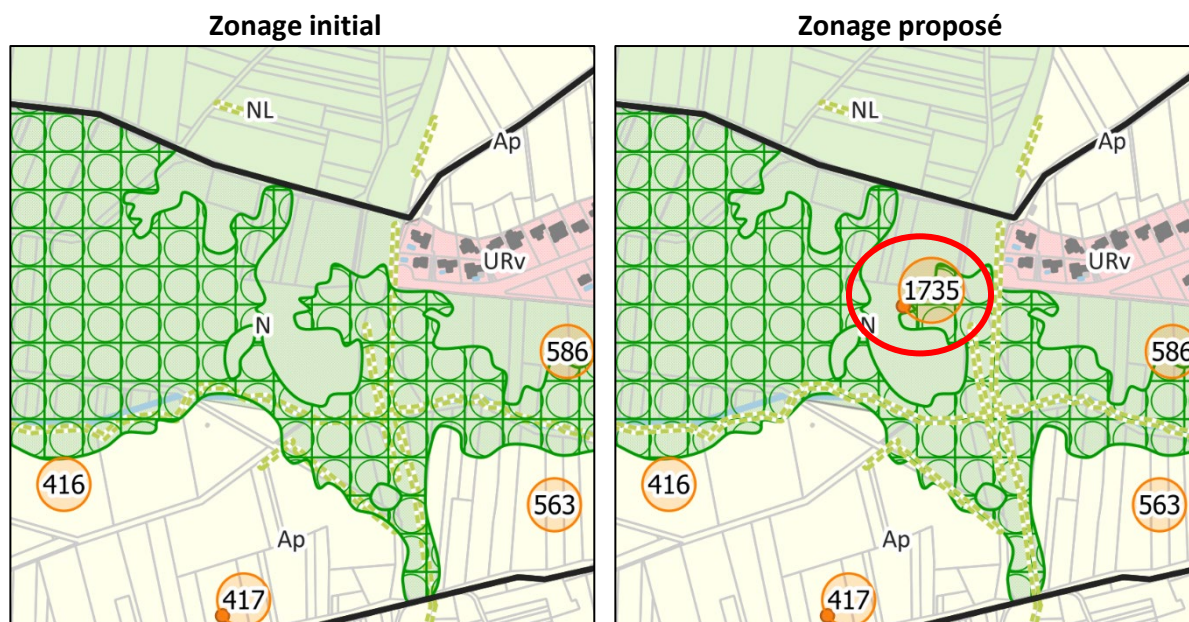 Zonage initial
NL
Ap
URv
N
586
416
563
Ap
417
Zonage proposé
NL
Ap
URv
1735
N
586
416
563
Ap
417